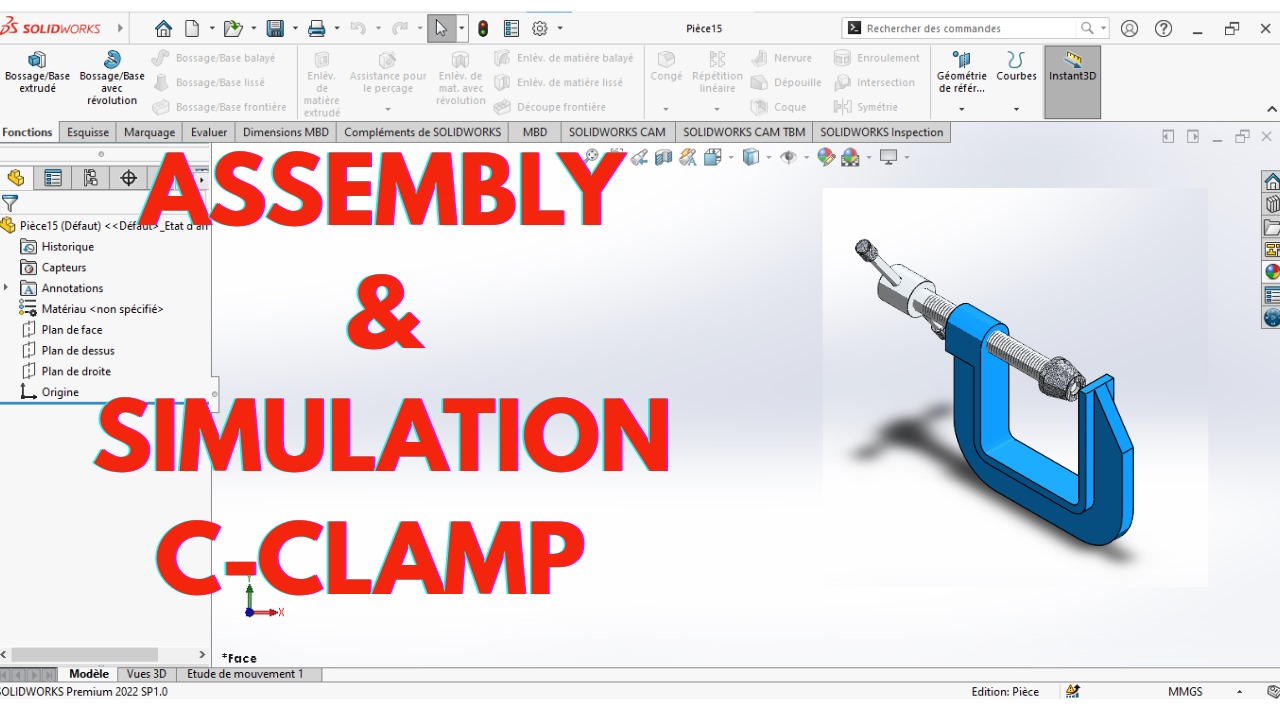 SOLIDWORKS
Pièce15
Rechercher des commandes
Bossage/Base extrudé
Bossage/Base avec révolution
Bossage/Base balayé
Bossage/Base lissé
Bossage/Base frontière
Enlèv. de matière extrudé
Assistance pour le perçage
Enlèv. de mat. avec révolution
Enlèv. de matière balayé
Enlèv. de matière lissé
Découpe frontière
Congé
Répétition linéaire
Nervure
Dépouille
Coque
Enroulement
Intersection
Symétrie
Géométrie de référ...
Courbes
Instant3D
Fonctions
Esquisse
Marquage
Evaluer
Dimensions MBD
Compléments de SOLIDWORKS
MBD
SOLIDWORKS CAM
SOLIDWORKS CAM TBM
SOLIDWORKS Inspection
ASSEMBLY
&
SIMULATION
C-CLAMP
Pièce15 (Défaut) <<Défaut>_Etat d'af
Historique
Capteurs
Annotations
Matériau <non spécifié>
Plan de face
Plan de dessus
Plan de droite
Origine
Y
X
*Face
Modèle
Vues 3D
Etude de mouvement 1
SOLIDWORKS Premium 2022 SP1.0
Edition: Pièce
MMGS